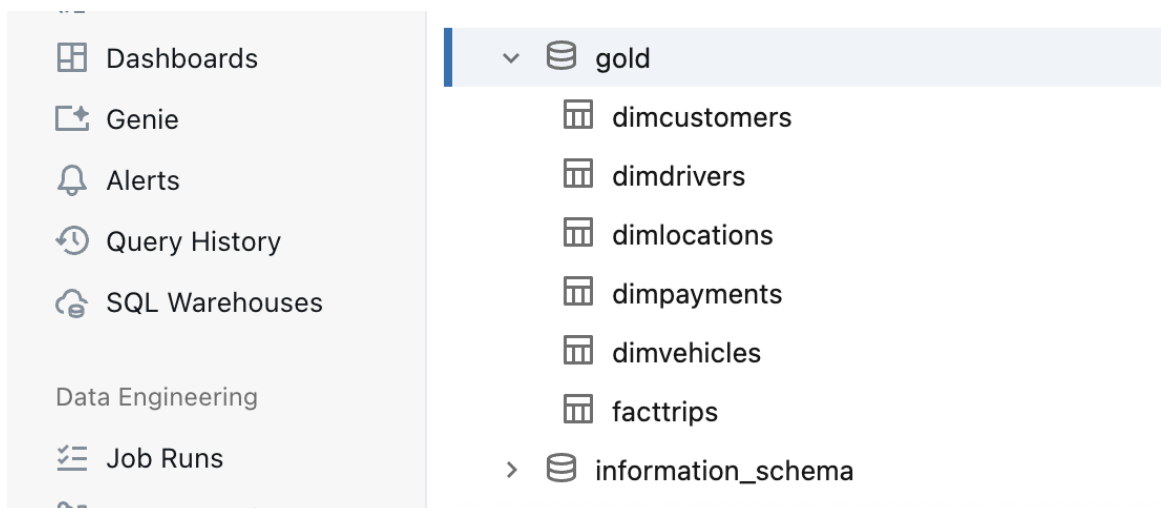 Dashboards
Genie
Alerts
Query History
SQL Warehouses
Data Engineering
Job Runs
gold
dimcustomers
dimdrivers
dimlocations
dimpayments
dimvehicles
facttrips
information_schema